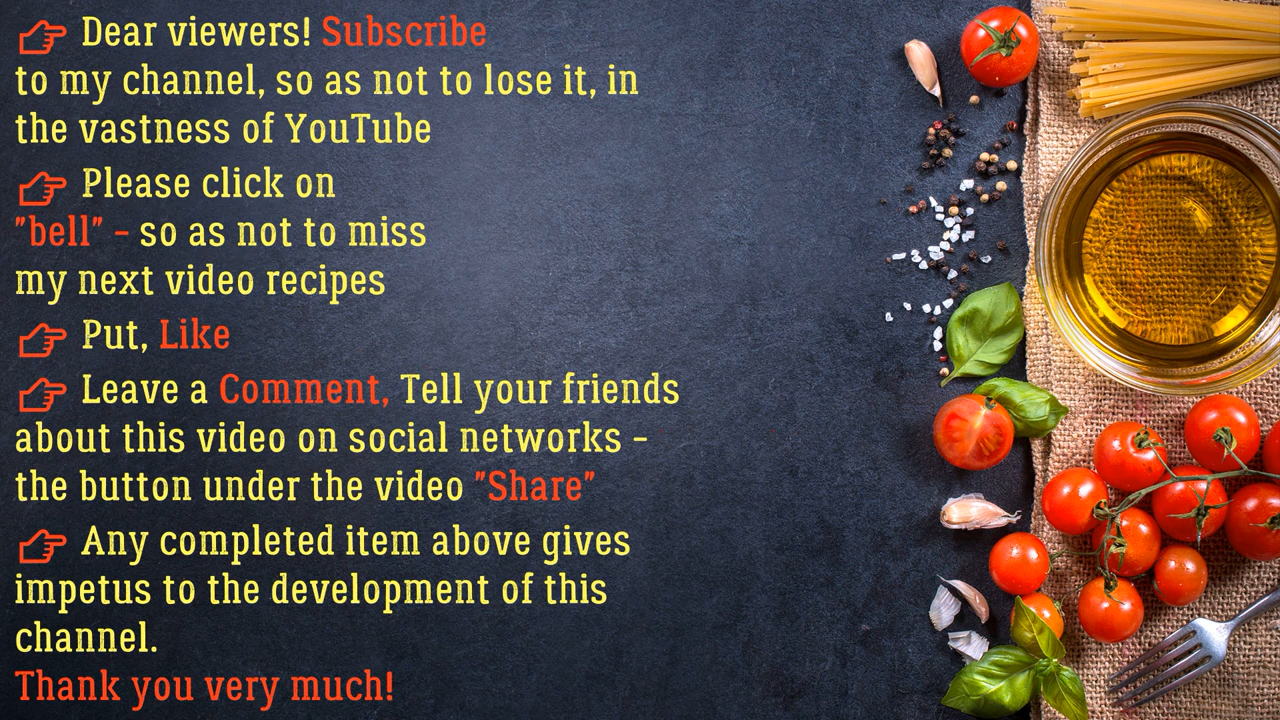 Dear viewers! Subscribe
to my channel, so as not to lose it, in
the vastness of YouTube
Please click on
"bell" - so as not to miss
my next video recipes
Put, Like
Leave a Comment, Tell your friends
about this video on social networks -
the button under the video "Share"
Any completed item above gives
impetus to the development of this
channel.
Thank you very much!